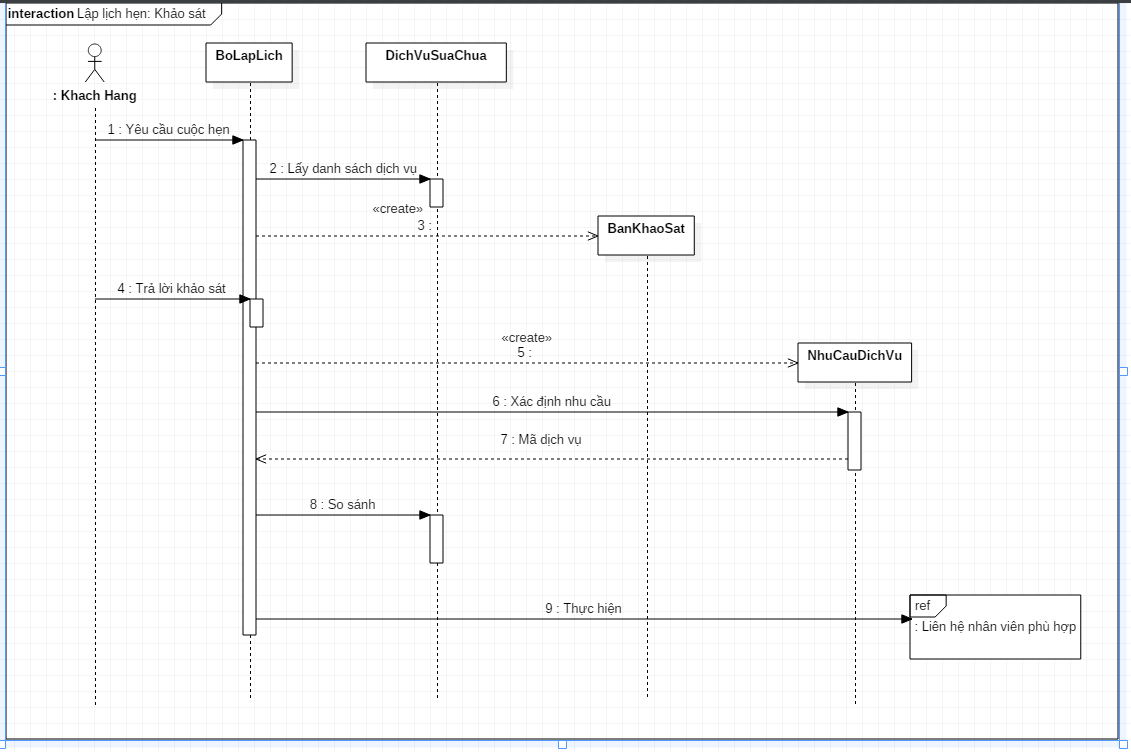 interaction Lập lịch hẹn: Khảo sát
BoLapLich
DichVuSuaChua
: Khach Hang
1 : Yêu cầu cuộc hẹn
2 : Lấy danh sách dịch vụ
«create»
3 :
BanKhaoSat
4 : Trả lời khảo sát
«create»
5 :
NhuCauDichVu
6 : Xác định nhu cầu
7 : Mã dịch vụ
8 : So sánh
9 : Thực hiện
ref
: Liên hệ nhân viên phù hợp